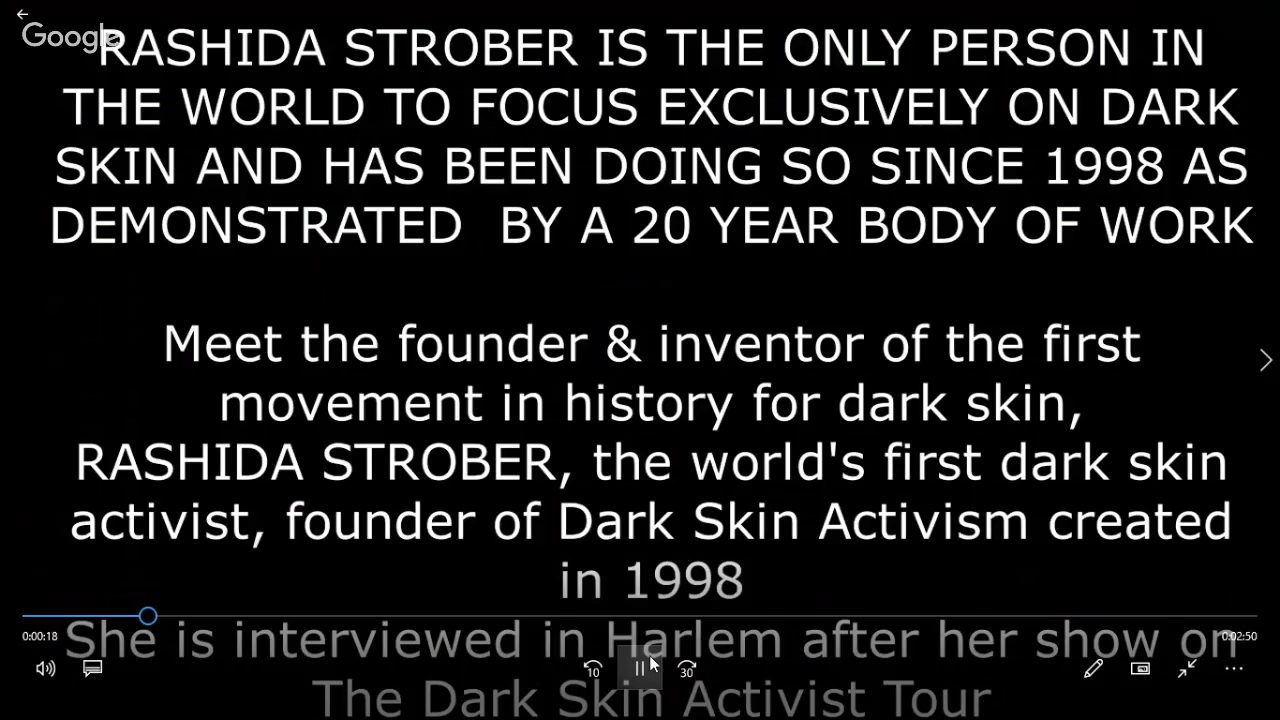 Google
RASHIDA STROBER IS THE ONLY PERSON IN
THE WORLD TO FOCUS EXCLUSIVELY ON DARK
SKIN AND HAS BEEN DOING SO SINCE 1998 AS
DEMONSTRATED BY A 20 YEAR BODY OF WORK
Meet the founder & inventor of the first
movement in history for dark skin,
RASHIDA STROBER, the world's first dark skin
activist, founder of Dark Skin Activism created
in 1998
She is interviewed in Harlem after her show on
The Dark Skin Activist Tour
0:00:18
0:02:50
10
30